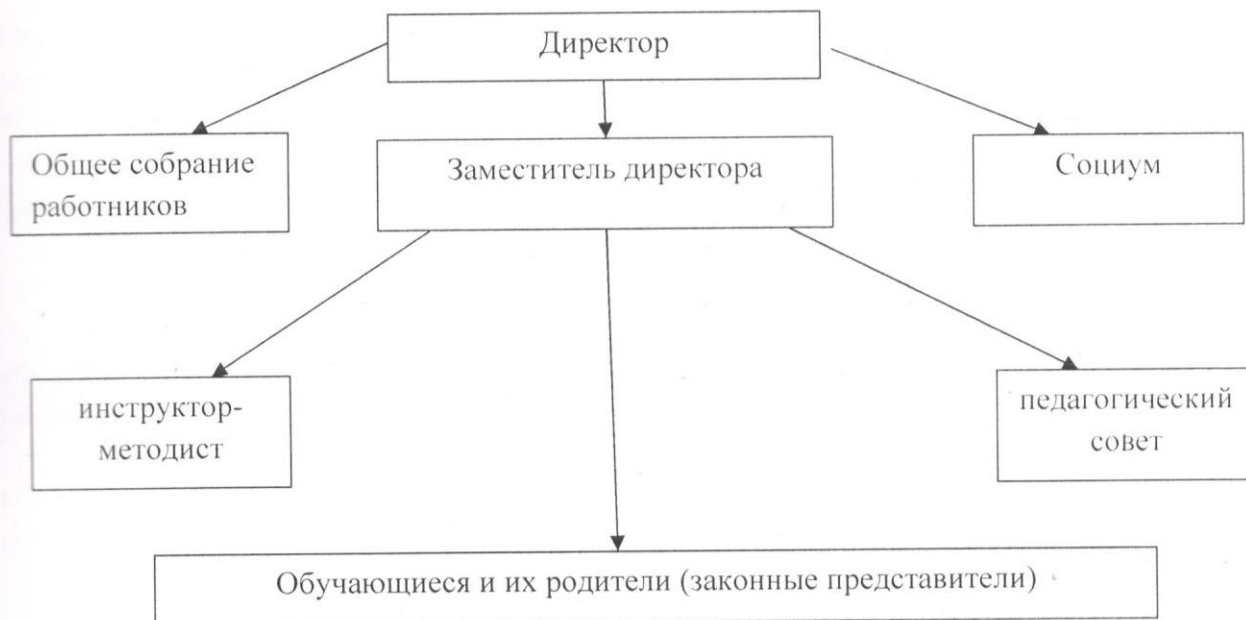 Директор
Общее собрание
работников
Заместитель директора
Социум
инструктор-
методист
педагогический
совет
Обучающиеся и их родители (законные представители)